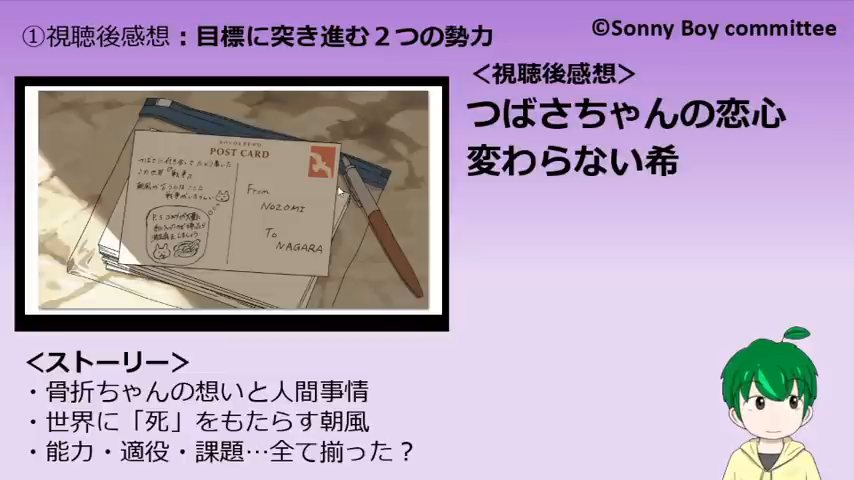 ①視聴後感想：目標に突き進む２つの勢力
©Sonny Boy committee
＜視聴後感想＞
つばさちゃんの恋心
変わらない希
POST CARD
From
NOZOMI
To
NAGARA
＜ストーリー＞
・骨折ちゃんの想いと人間事情
・世界に「死」をもたらす朝風
・能力・適役・課題…全て揃った？